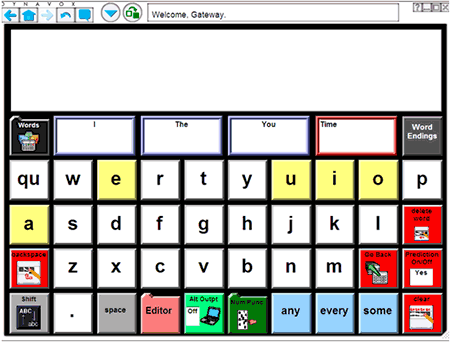 DYNAVOX
Welcome, Gateway.
Words I The You Time Word Endings
qu w e r t y u i o p
a s d f g h j k l delete word
Backspace z x c v b n m Go Back Prediction On/Off Yes
Shift ABC abc . space Editor Alt Outpt Off Num Punc any every some clear